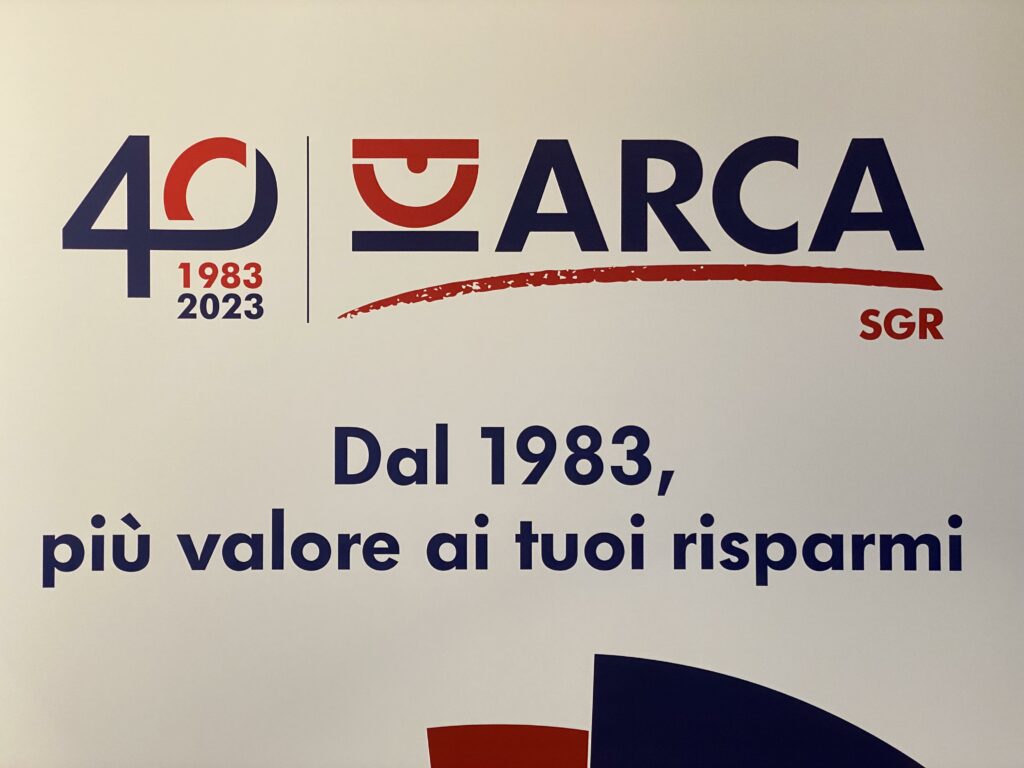 40
1983
2023
ARCA
SGR
Dal 1983,
più valore ai tuoi risparmi